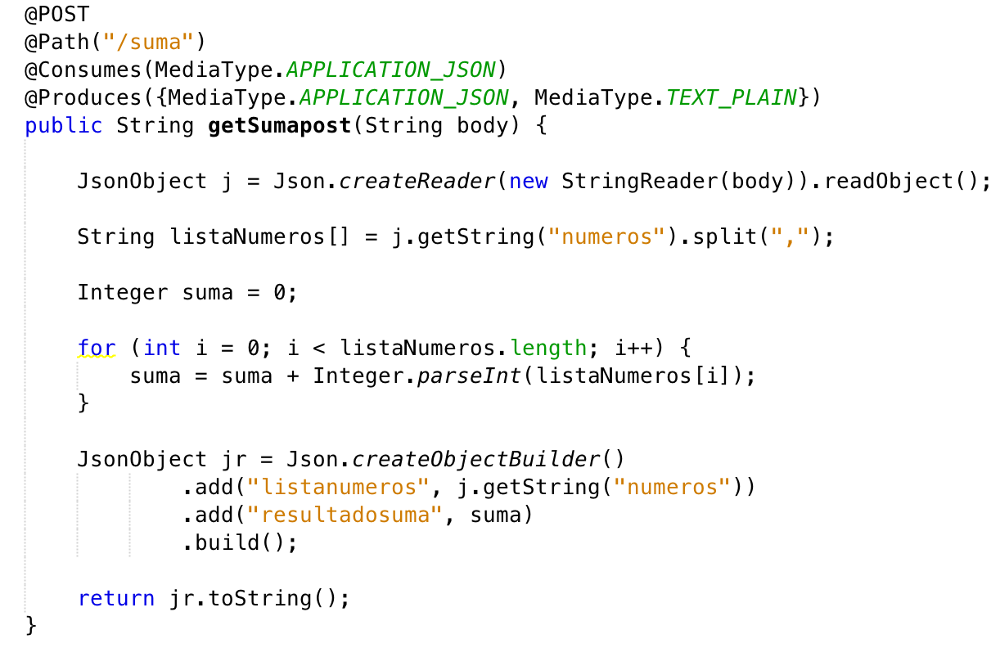 @POST
@Path("/suma")
@Consumes(MediaType.APPLICATION_JSON)
@Produces({MediaType.APPLICATION_JSON, MediaType.TEXT_PLAIN})
public String getSumapost(String body) {
JsonObject j = Json.createReader(new StringReader(body)).readObject();
String listaNumeros[] = j.getString("numeros").split(",");
Integer suma = 0;
for (int i = 0; i < listaNumeros.length; i++) {
suma = suma + Integer.parseInt(listaNumeros[i]);
}
JsonObject jr = Json.createObjectBuilder()
.add("listanumeros", j.getString("numeros"))
.add("resultadosuma", suma)
.build();
return jr.toString();
}